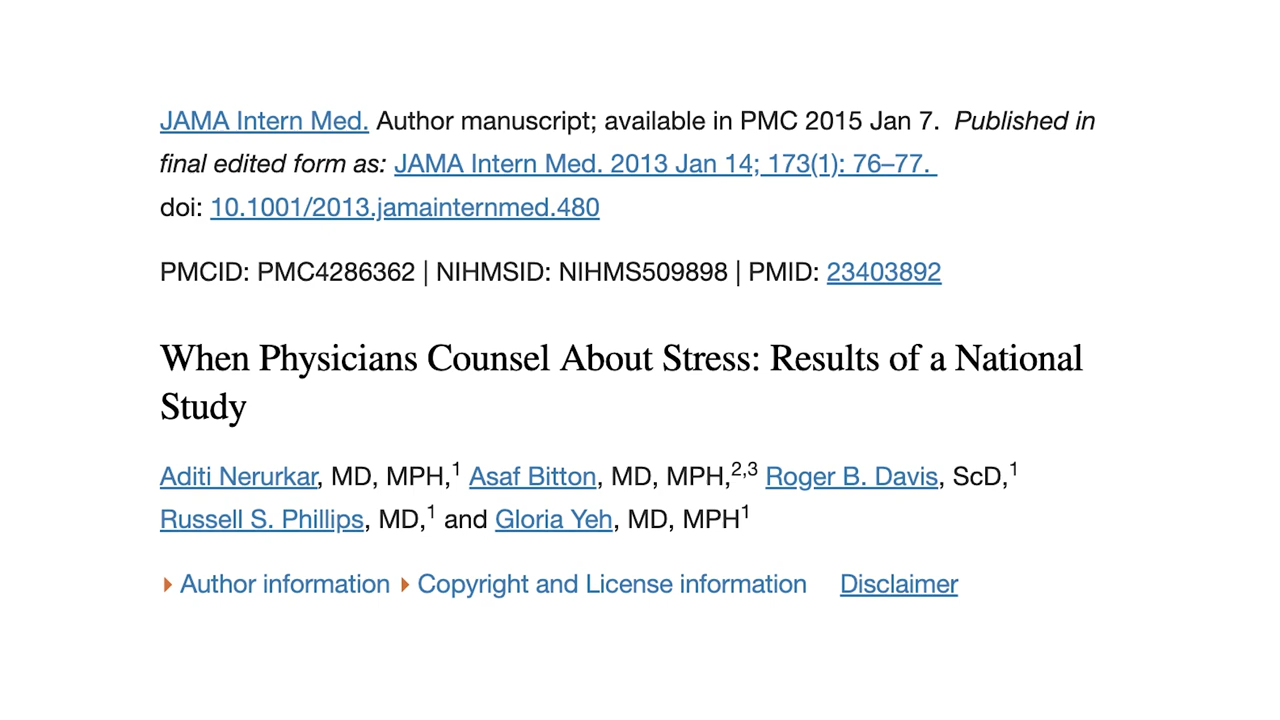 JAMA Intern Med. Author manuscript; available in PMC 2015 Jan 7. Published in
final edited form as: JAMA Intern Med. 2013 Jan 14; 173(1): 76–77.
doi: 10.1001/2013.jamainternmed.480
PMCID: PMC4286362 | NIHMSID: NIHMS509898 | PMID: 23403892
When Physicians Counsel About Stress: Results of a National
Study
Aditi Nerurkar, MD, MPH,1 Asaf Bitton, MD, MPH,2,3 Roger B. Davis, ScD,1
Russell S. Phillips, MD,1 and Gloria Yeh, MD, MPH1
Author information Copyright and License information Disclaimer